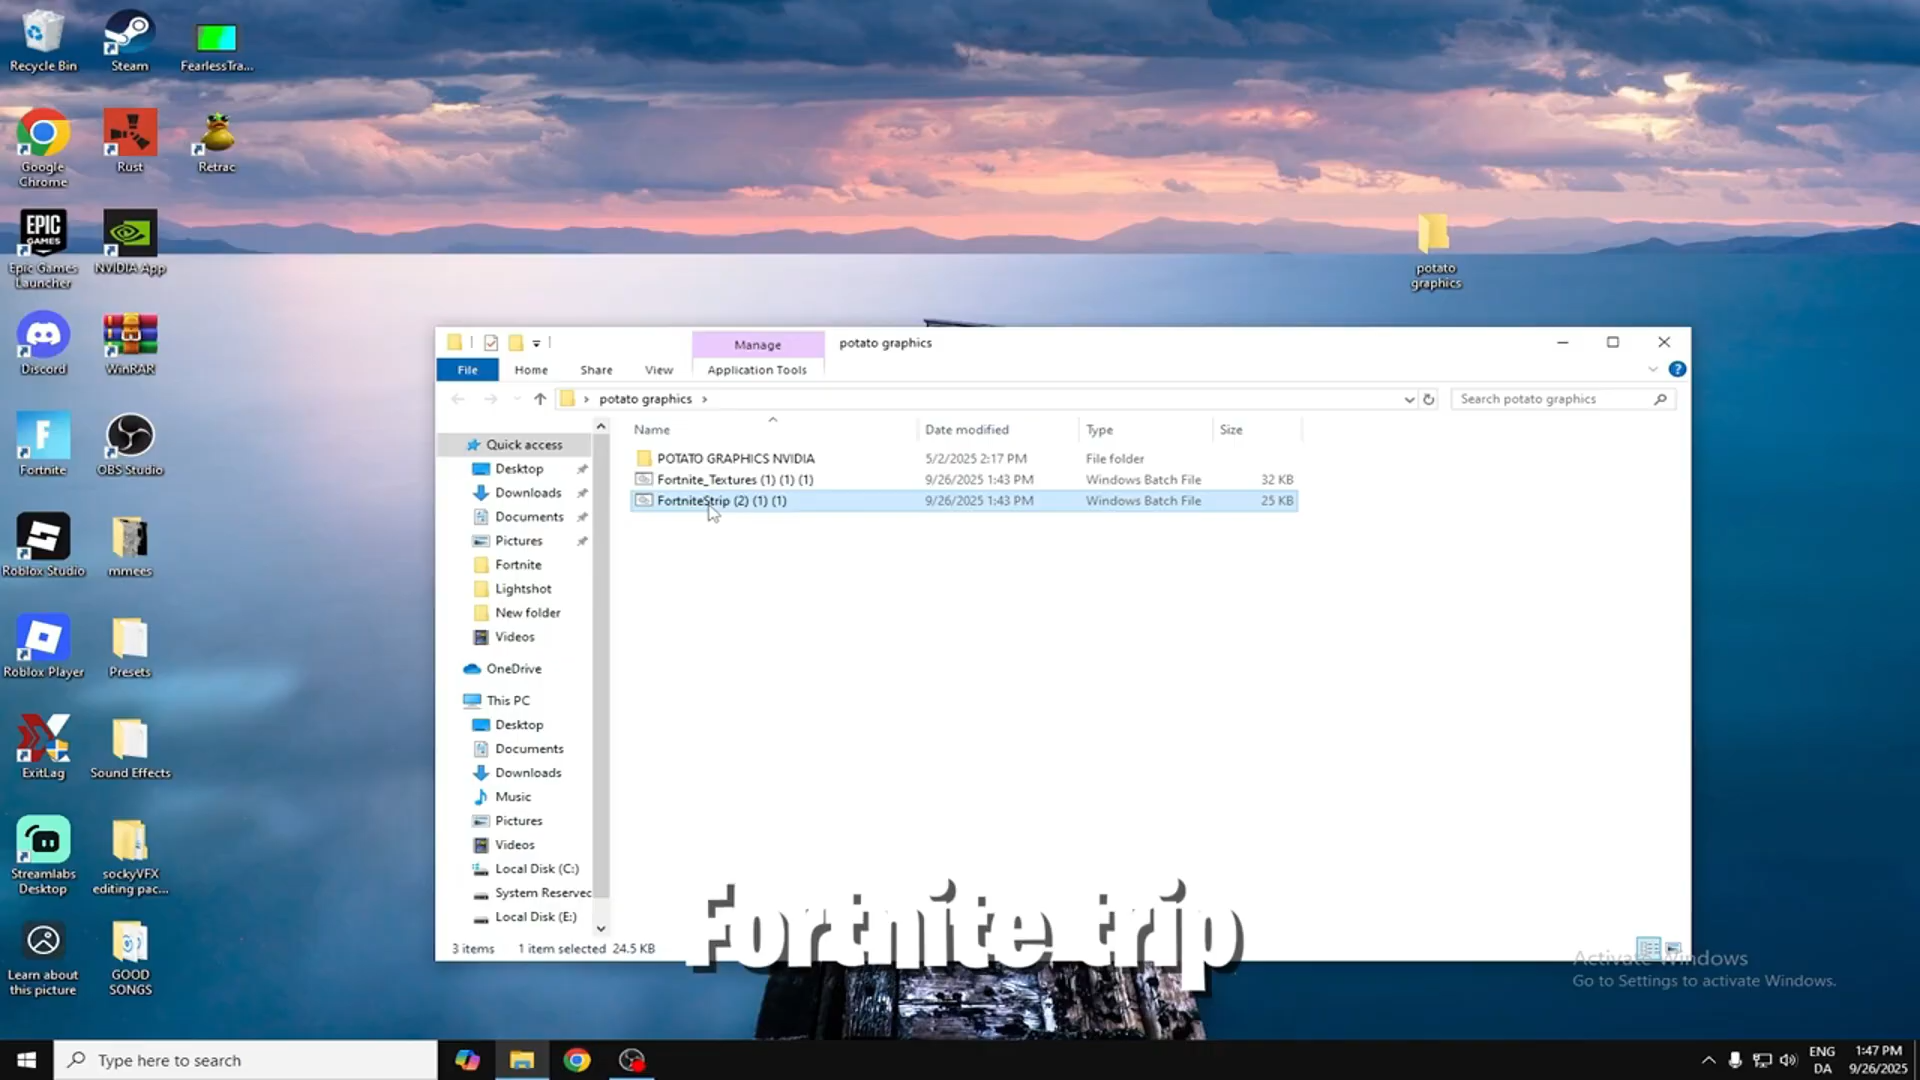 Recycle Bin
Steam
FearlessTra...
Google
Chrome
Rust
Retrac
EPIC
GAMES
Epic Games
Launcher
NVIDIA App
potato
graphics
Discord
WinRAR
Fortnite
OBS Studio
Roblox Studio
mmees
Roblox Player
Presets
ExitLag
Sound Effects
Streamlabs
Desktop
sockyVFX
editing pac...
Learn about
this picture
GOOD
SONGS
Manage
potato graphics
File
Home
Share
View
Application Tools
potato graphics
Search potato graphics
Name
Date modified
Type
Size
Quick access
Desktop
Downloads
Documents
Pictures
Fortnite
Lightshot
New folder
Videos
OneDrive
This PC
Desktop
Documents
Downloads
Music
Pictures
Videos
Local Disk (C:)
System Reserved
Local Disk (E:)
POTATO GRAPHICS NVIDIA 5/2/2025 2:17 PM File folder
Fortnite_Textures (1) (1) (1) 9/26/2025 1:43 PM Windows Batch File 32 KB
FortniteStrip (2) (1) (1) 9/26/2025 1:43 PM Windows Batch File 25 KB
3 items 1 item selected 24.5 KB
Fortnite trip
Activate Windows
Go to Settings to activate Windows.
Type here to search
ENG
DA
1:47 PM
9/26/2025